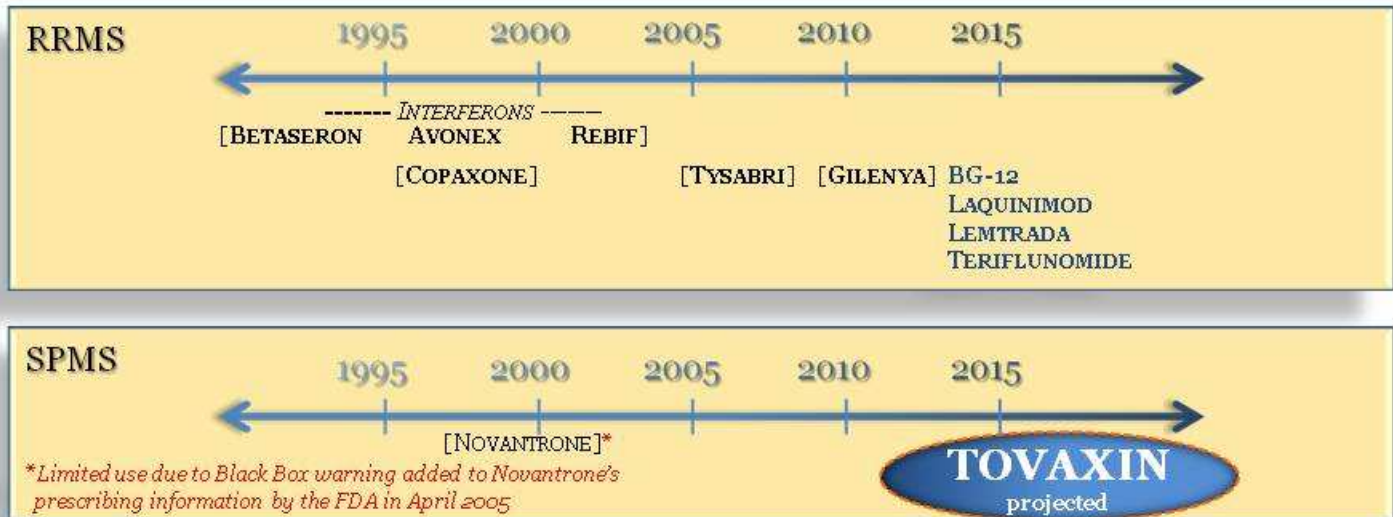 RRMS
1995 2000 2005 2010 2015
------- INTERFERONS -------
[BETASERON AVONEX REBIF]
[COPAXONE] [TYSABRI] [GILENYA] BG-12
LAQUINIMOD
LEMTRADA
TERIFLUNOMIDE
SPMS
1995 2000 2005 2010 2015
[NOVANTRONE]*
*Limited use due to Black Box warning added to Novantrone's
prescribing information by the FDA in April 2005
TOVAXIN
projected